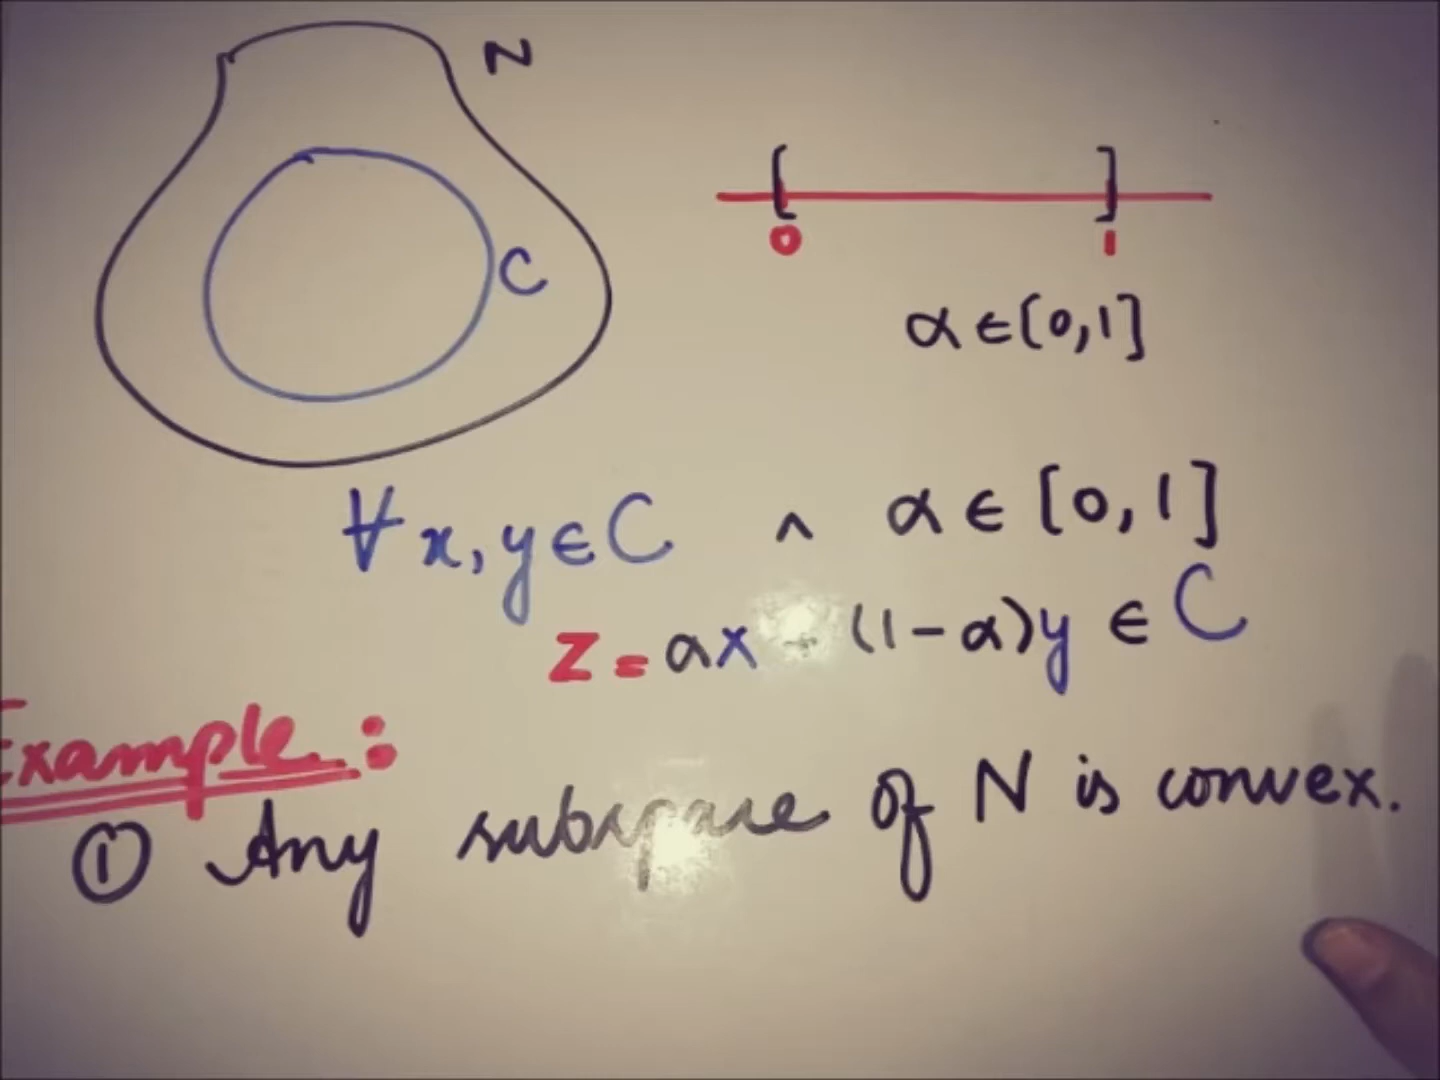 N
C
[ ]
0 1
α ∈ [0,1]
∀ x, y ∈ C ∧ α ∈ [0,1]
Z = αx + (1-α)y ∈ C
Example:
① Any subspace of N is convex.